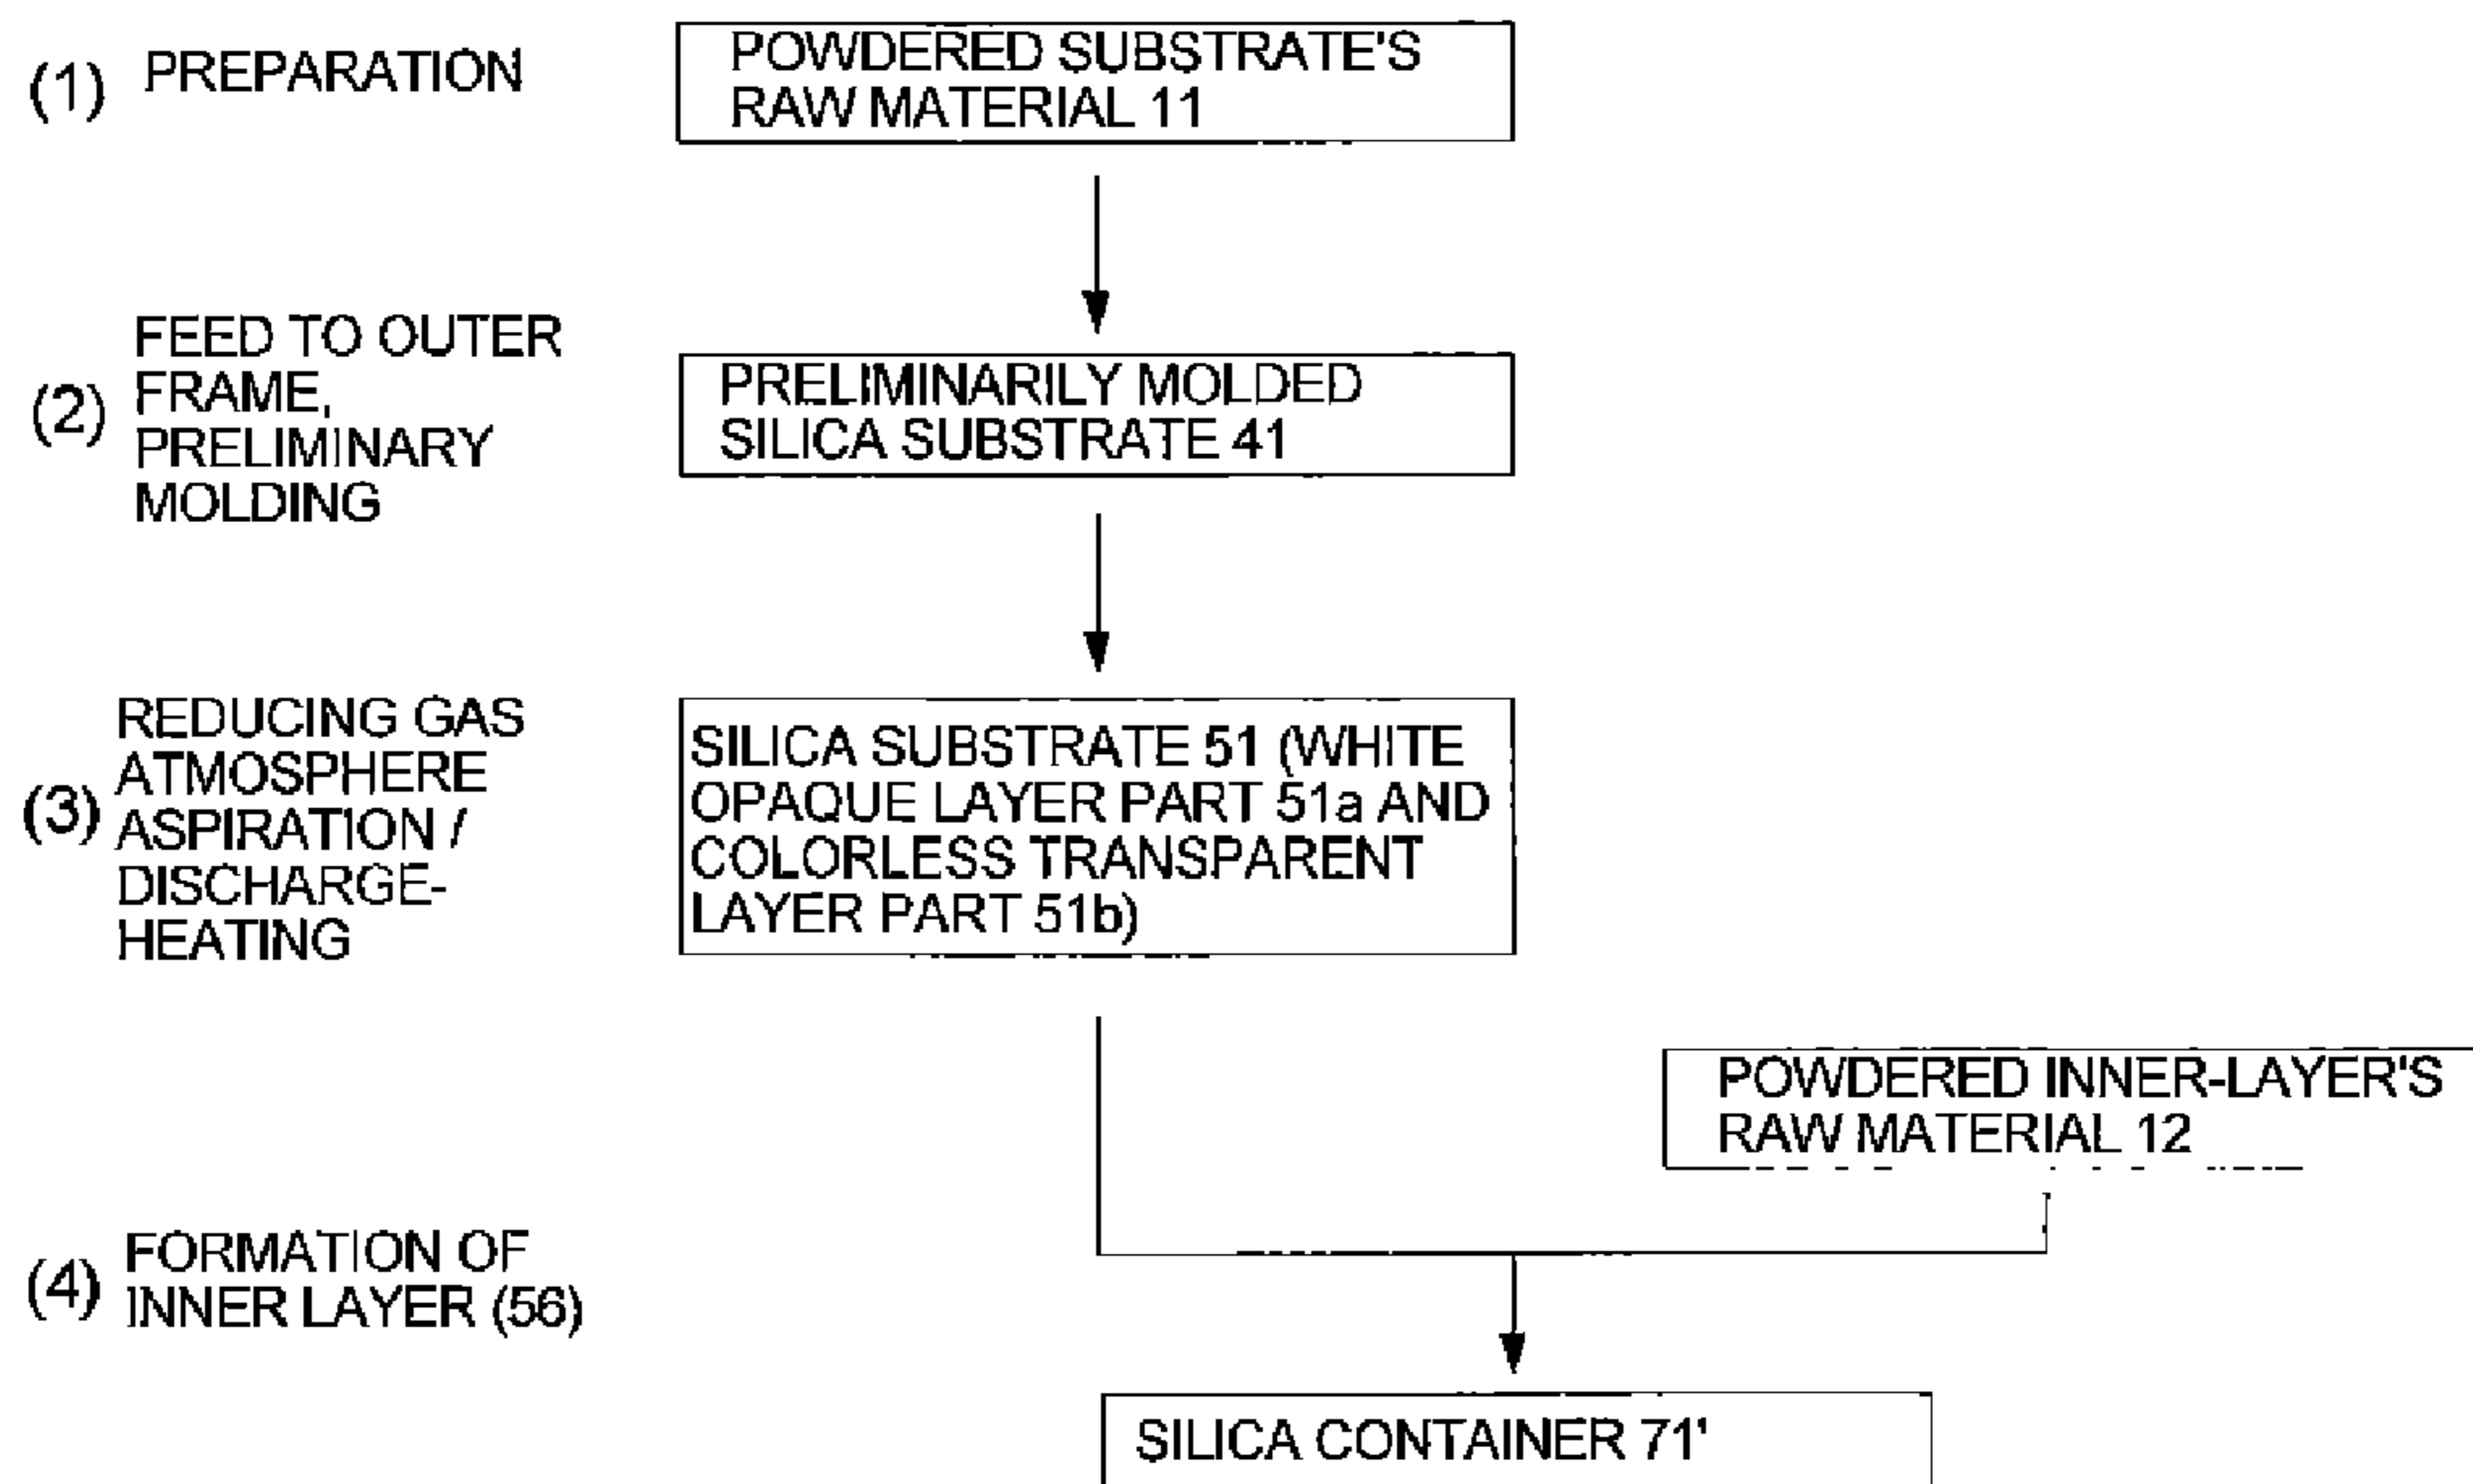 (1) PREPARATION
POWDERED SUBSTRATE'S
RAW MATERIAL 11
(2)
FEED TO OUTER
FRAME,
PRELIMINARY
MOLDING
PRELIMINARILY MOLDED
SILICA SUBSTRATE 41
(3)
REDUCING GAS
ATMOSPHERE
ASPIRATION /
DISCHARGE-
HEATING
SILICA SUBSTRATE 51 (WHITE
OPAQUE LAYER PART 51a AND
COLORLESS TRANSPARENT
LAYER PART 51b)
POWDERED INNER-LAYER'S
RAW MATERIAL 12
(4)
FORMATION OF
INNER LAYER (56)
SILICA CONTAINER 71'